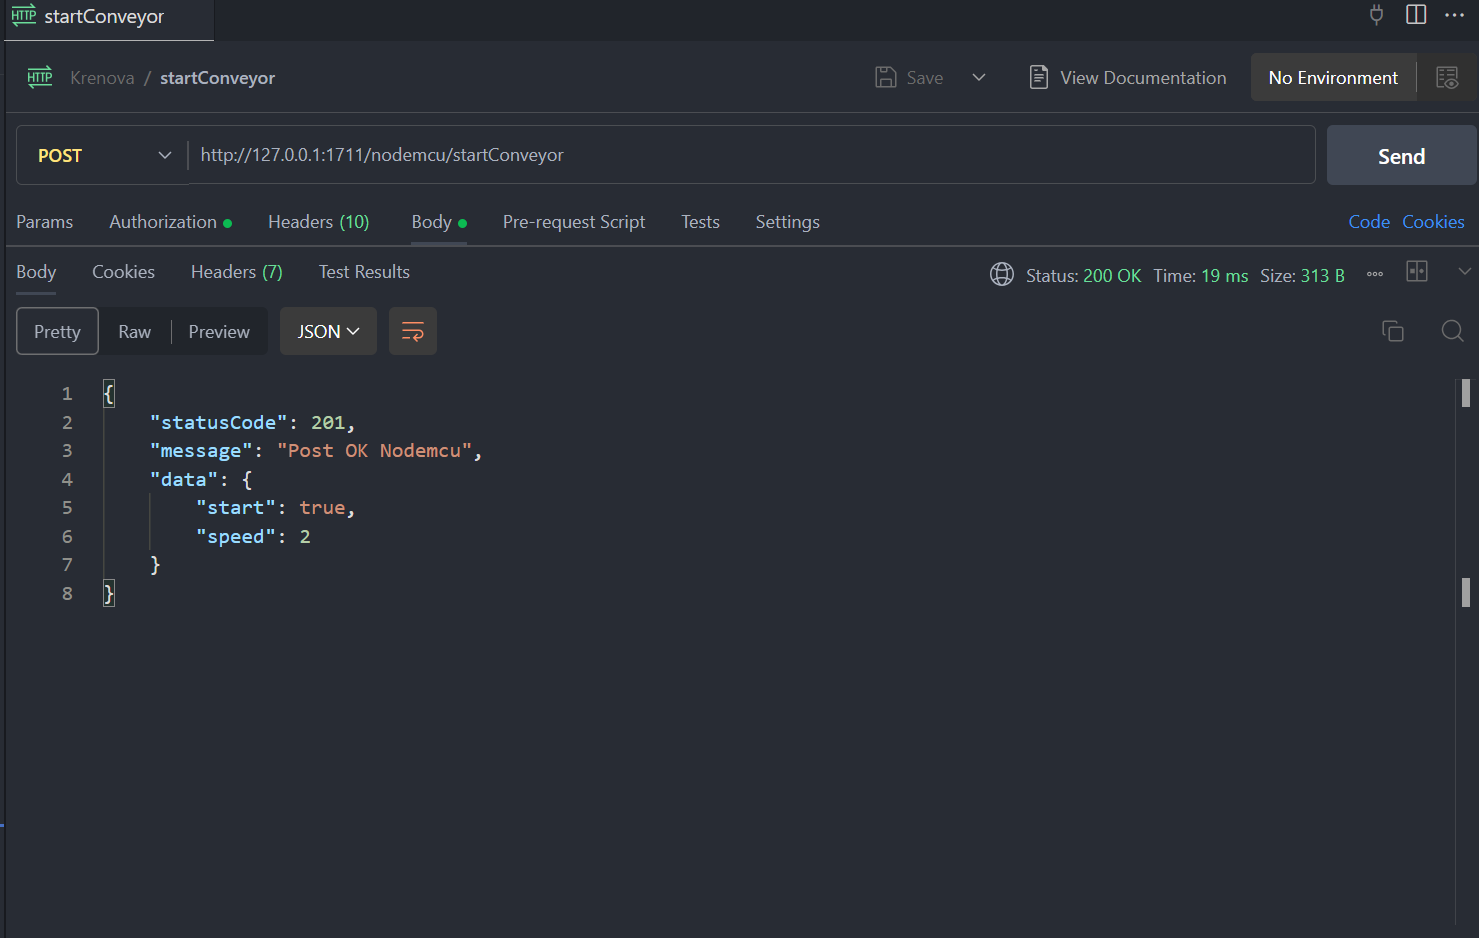 HTTP startConveyor
HTTP Krenova / startConveyor Save View Documentation No Environment
POST http://127.0.0.1:1711/nodemcu/startConveyor Send
Params Authorization Headers (10) Body Pre-request Script Tests Settings Code Cookies
Body Cookies Headers (7) Test Results Status: 200 OK Time: 19 ms Size: 313 B
Pretty Raw Preview JSON
1 {
2 "statusCode": 201,
3 "message": "Post OK Nodemcu",
4 "data": {
5 "start": true,
6 "speed": 2
7 }
8 }